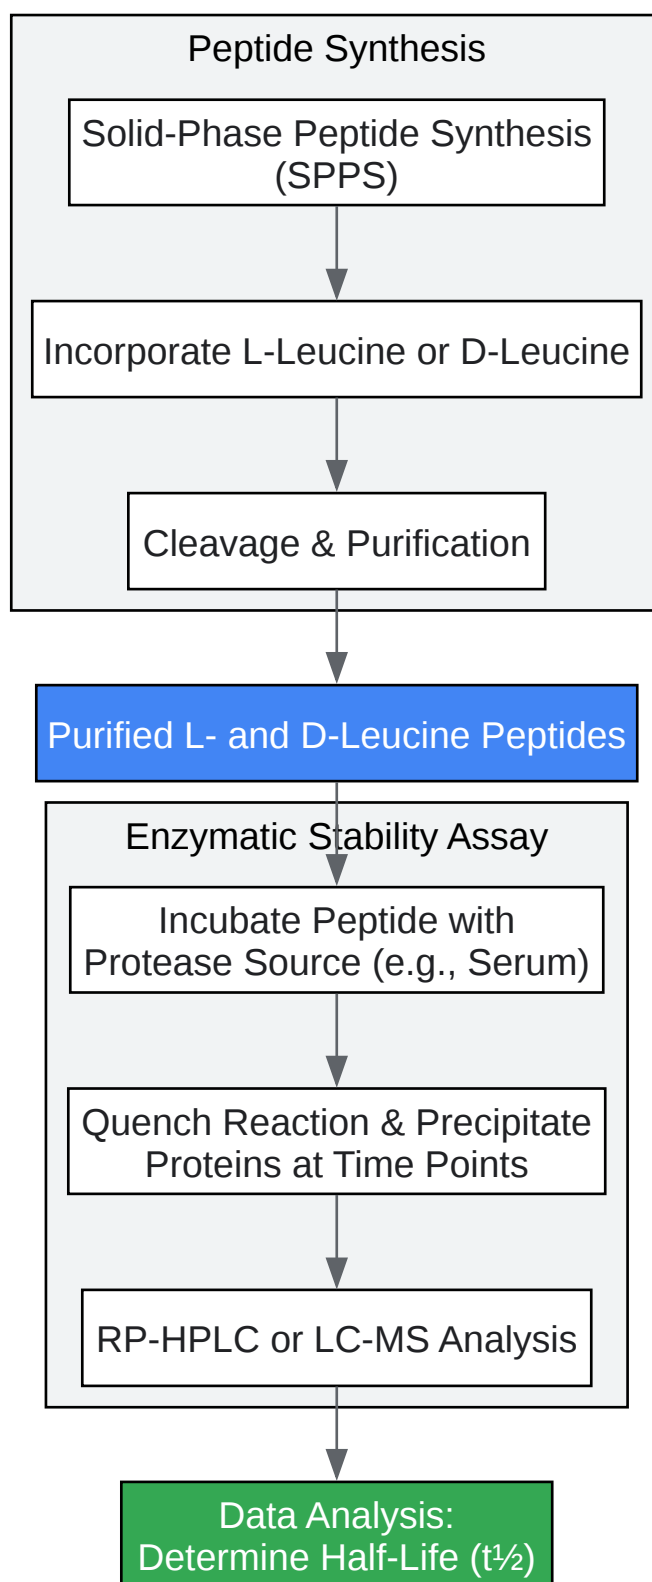 Peptide Synthesis
Solid-Phase Peptide Synthesis
(SPPS)
Incorporate L-Leucine or D-Leucine
Cleavage & Purification
Purified L- and D-Leucine Peptides
Enzymatic Stability Assay
Incubate Peptide with
Protease Source (e.g., Serum)
Quench Reaction & Precipitate
Proteins at Time Points
RP-HPLC or LC-MS Analysis
Data Analysis:
Determine Half-Life (t½)